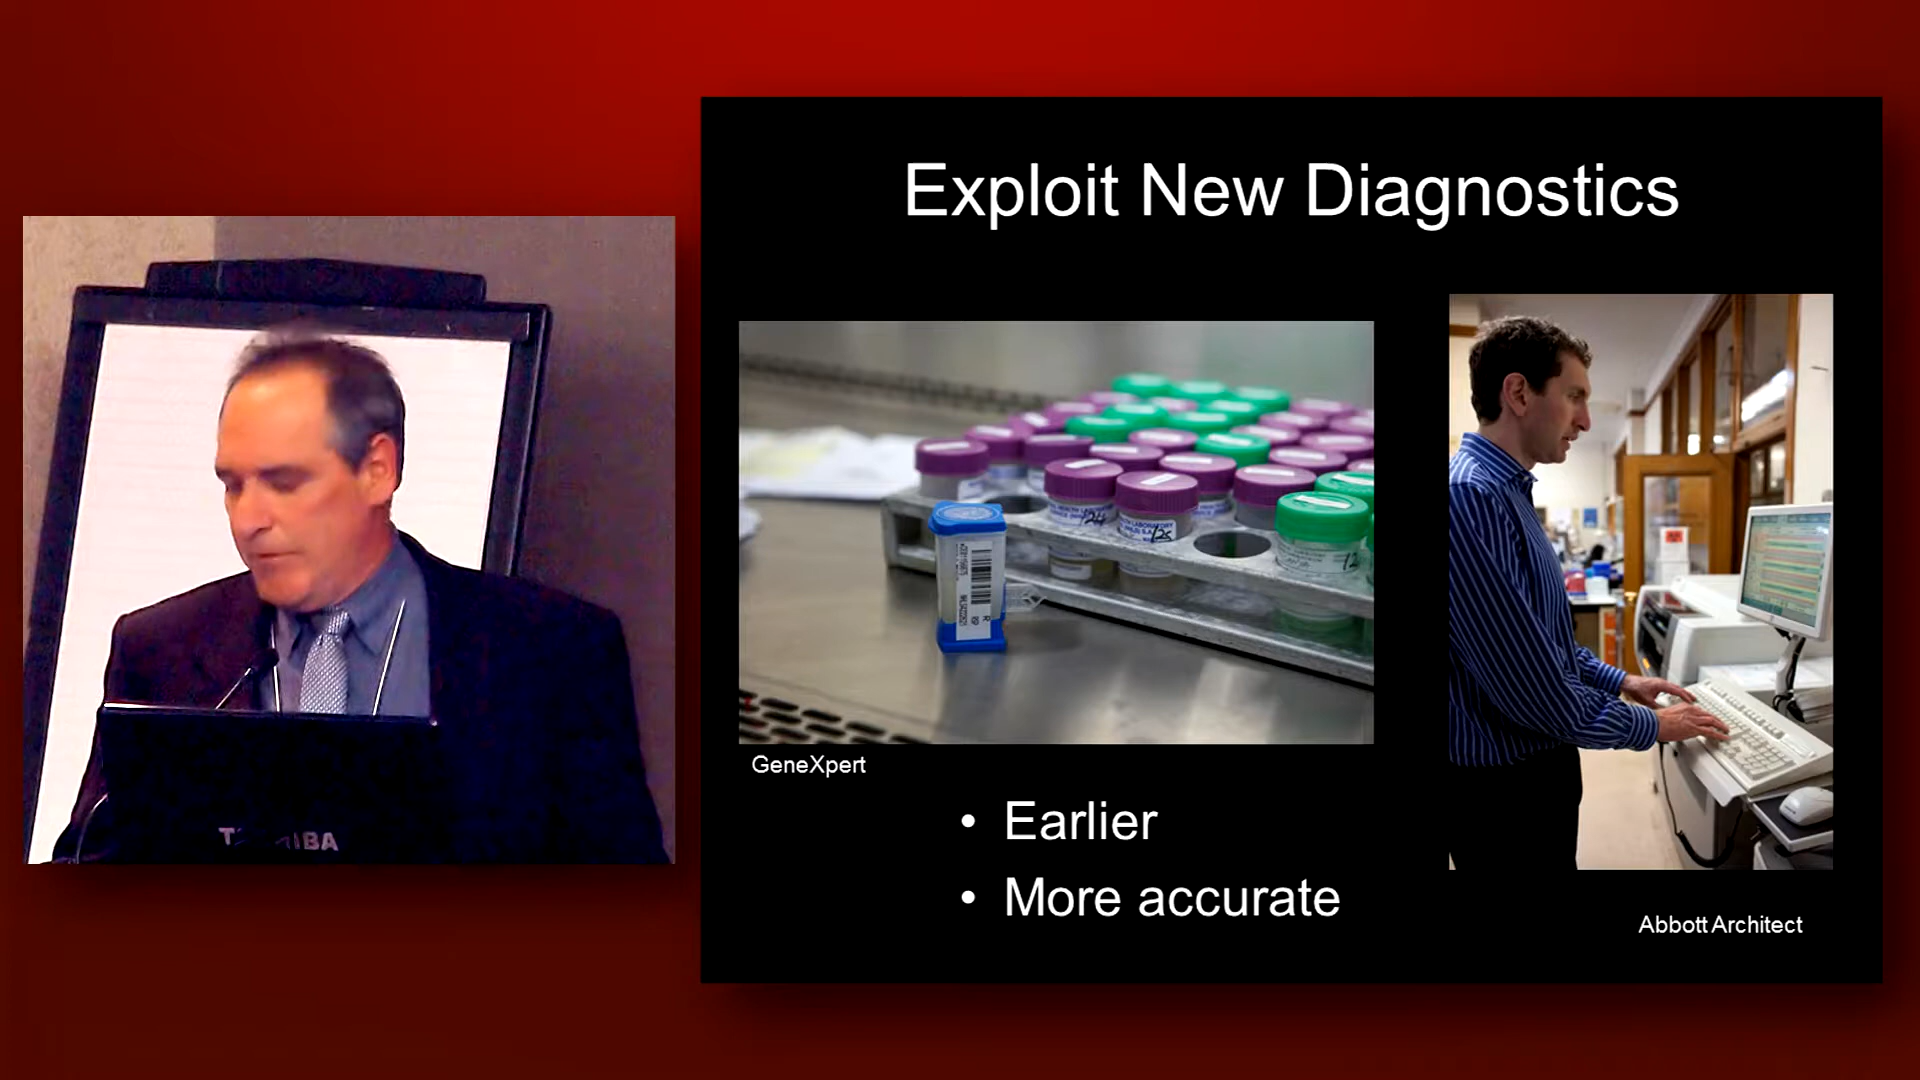 Exploit New Diagnostics
GeneXpert
• Earlier
• More accurate
Abbott Architect